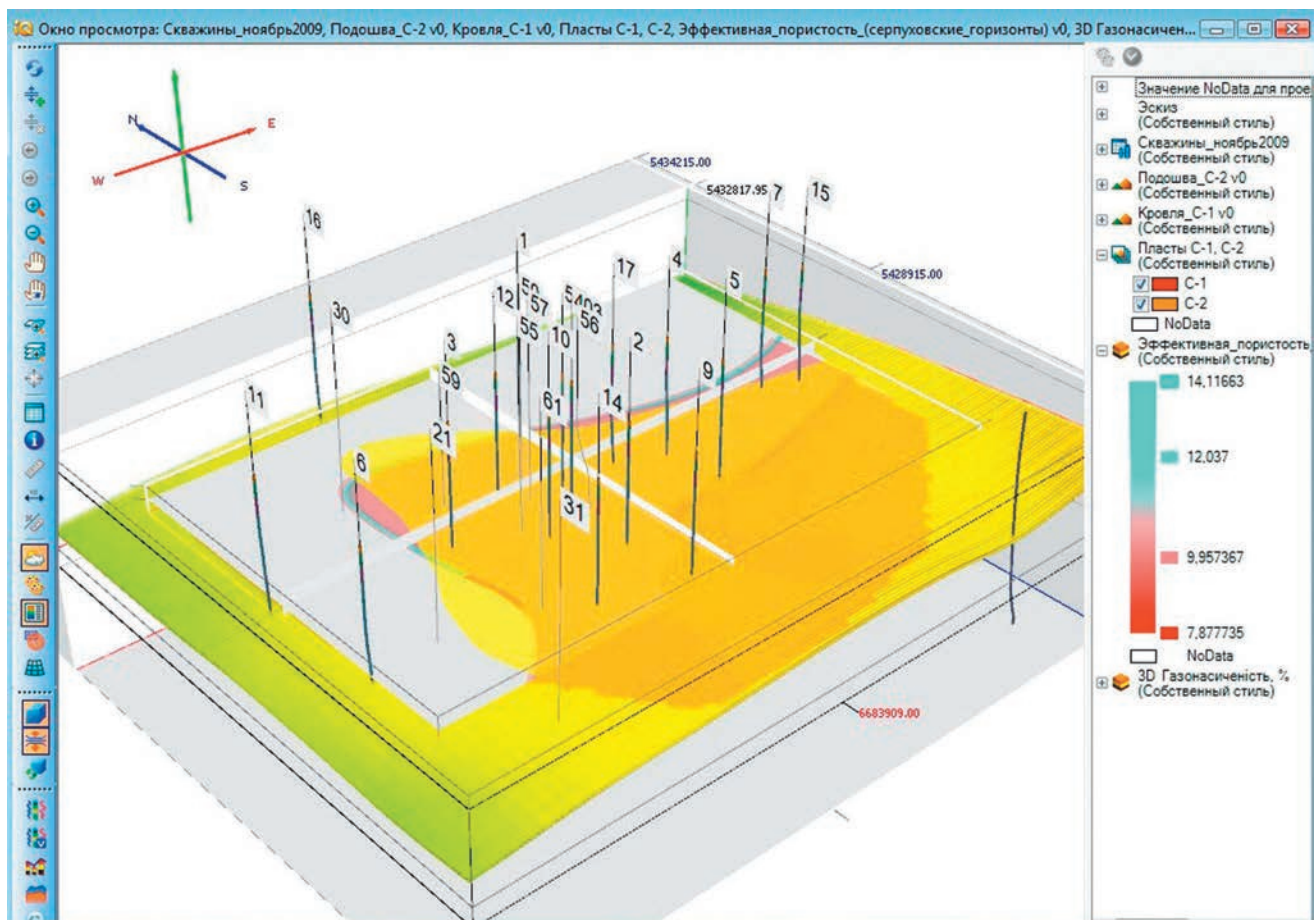 Окно просмотра: Скважины_ноябрь2009, Подошва_С-2 v0, Кровля_С-1 v0, Пласты С-1, С-2, Эффективная_пористость_(серпуховские_горизонты) v0, 3D Газонасичен...
N
E
W
S
5434215.00
5432817.95
5428915.00
7
15
16
1
17
4
5
12
57
56
30
55
10
2
3
59
9
61
14
11
21
6
31
6683909.00
Значение NoData для прое
Эскиз
(Собственный стиль)
Скважины_ноябрь2009
(Собственный стиль)
Подошва_С-2 v0
(Собственный стиль)
Кровля_С-1 v0
(Собственный стиль)
Пласты С-1, С-2
(Собственный стиль)
С-1
С-2
NoData
Эффективная_пористость_
(Собственный стиль)
14,11663
12,037
9,957367
7,877735
NoData
3D Газонасиченість, %
(Собственный стиль)